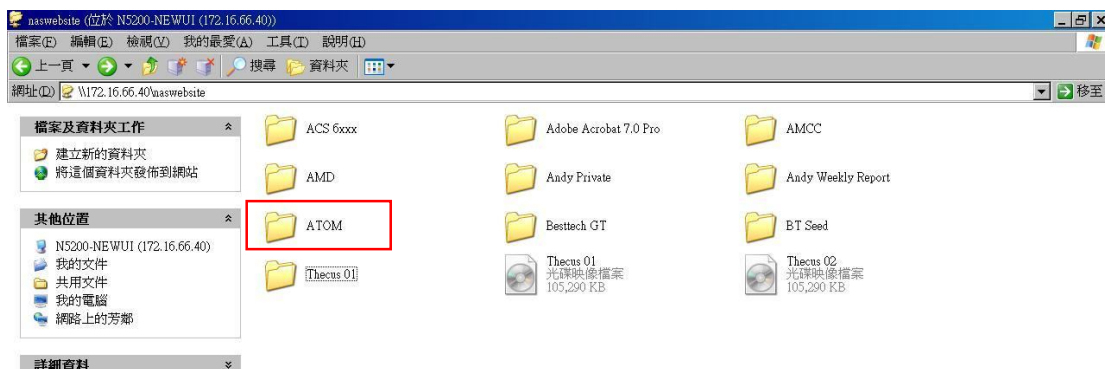 naswebsite (位於 N5200-NEWUI (172.16.66.40))
檔案(F) 編輯(E) 檢視(V) 我的最愛(A) 工具(T) 說明(H)
上一頁 搜尋 資料夾
網址(D) \\172.16.66.40\naswebsite 移至
檔案及資料夾工作
建立新的資料夾
將這個資料夾發佈到網站
其他位置
N5200-NEWUI (172.16.66.40)
我的文件
共用文件
我的電腦
網路上的芳鄰
詳細資料
ACS 6xxx
Adobe Acrobat 7.0 Pro
AMCC
AMD
Andy Private
Andy Weekly Report
ATOM
Besttech GT
BT Seed
Thecus 01
Thecus 01
光碟映像檔案
105,290 KB
Thecus 02
光碟映像檔案
105,290 KB